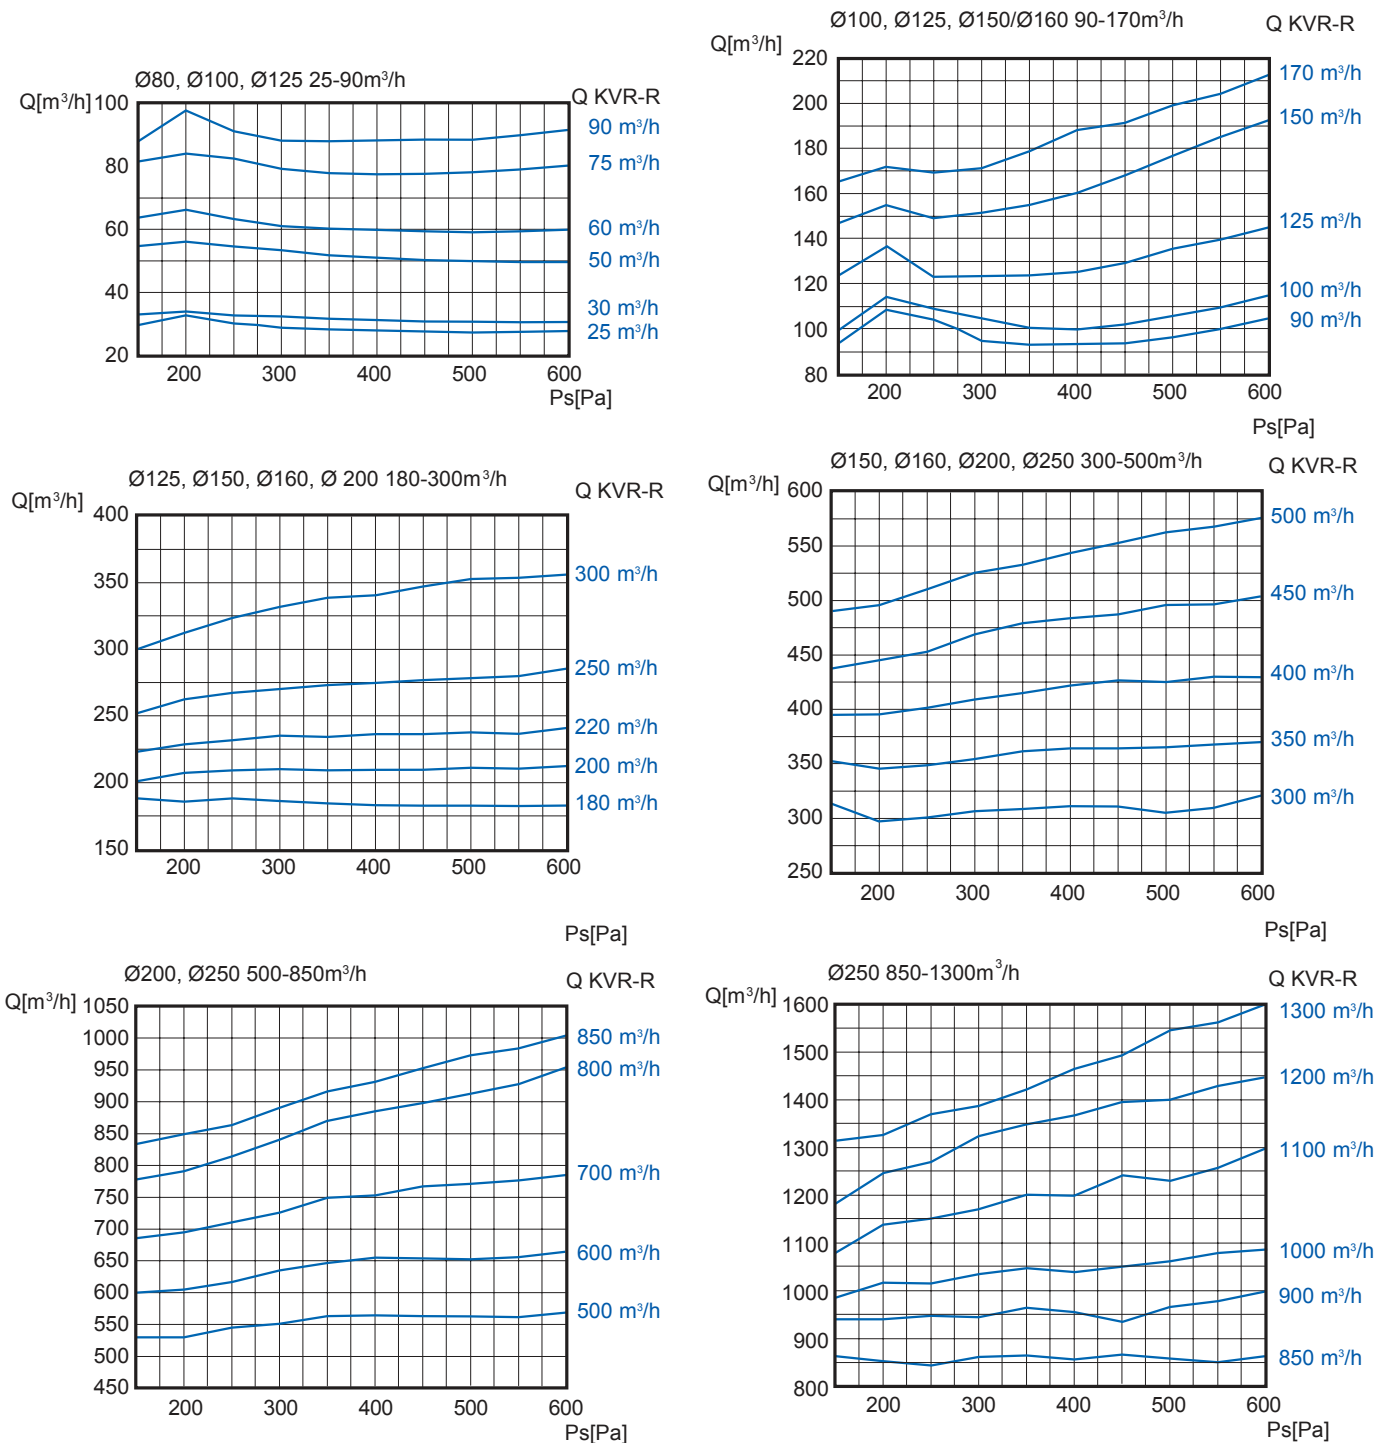 Ø80, Ø100, Ø125 25-90m³/h
Q[m³/h]
Q KVR-R
100
80
60
40
20
90 m³/h
75 m³/h
60 m³/h
50 m³/h
30 m³/h
25 m³/h
200 300 400 500 600
Ps[Pa]
Ø100, Ø125, Ø150/Ø160 90-170m³/h
Q[m³/h]
Q KVR-R
220
200
180
160
140
120
100
80
170 m³/h
150 m³/h
125 m³/h
100 m³/h
90 m³/h
200 300 400 500 600
Ps[Pa]
Ø125, Ø150, Ø160, Ø 200 180-300m³/h
Q[m³/h]
Q KVR-R
400
350
300
250
200
150
300 m³/h
250 m³/h
220 m³/h
200 m³/h
180 m³/h
200 300 400 500 600
Ps[Pa]
Ø150, Ø160, Ø200, Ø250 300-500m³/h
Q[m³/h]
Q KVR-R
600
550
500
450
400
350
300
250
500 m³/h
450 m³/h
400 m³/h
350 m³/h
300 m³/h
200 300 400 500 600
Ps[Pa]
Ø200, Ø250 500-850m³/h
Q[m³/h]
Q KVR-R
1050
1000
950
900
850
800
750
700
650
600
550
500
450
850 m³/h
800 m³/h
700 m³/h
600 m³/h
500 m³/h
200 300 400 500 600
Ps[Pa]
Ø250 850-1300m³/h
Q[m³/h]
Q KVR-R
1600
1500
1400
1300
1200
1100
1000
900
800
1300 m³/h
1200 m³/h
1100 m³/h
1000 m³/h
900 m³/h
850 m³/h
200 300 400 500 600
Ps[Pa]